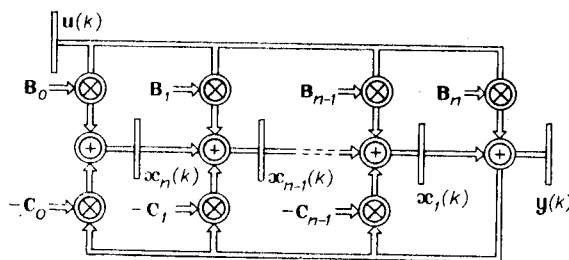 u(k)
B₀ B₁ Bₙ₋₁ Bₙ
xₙ(k) xₙ₋₁(k) x₁(k) y(k)
-C₀ -C₁ -Cₙ₋₁